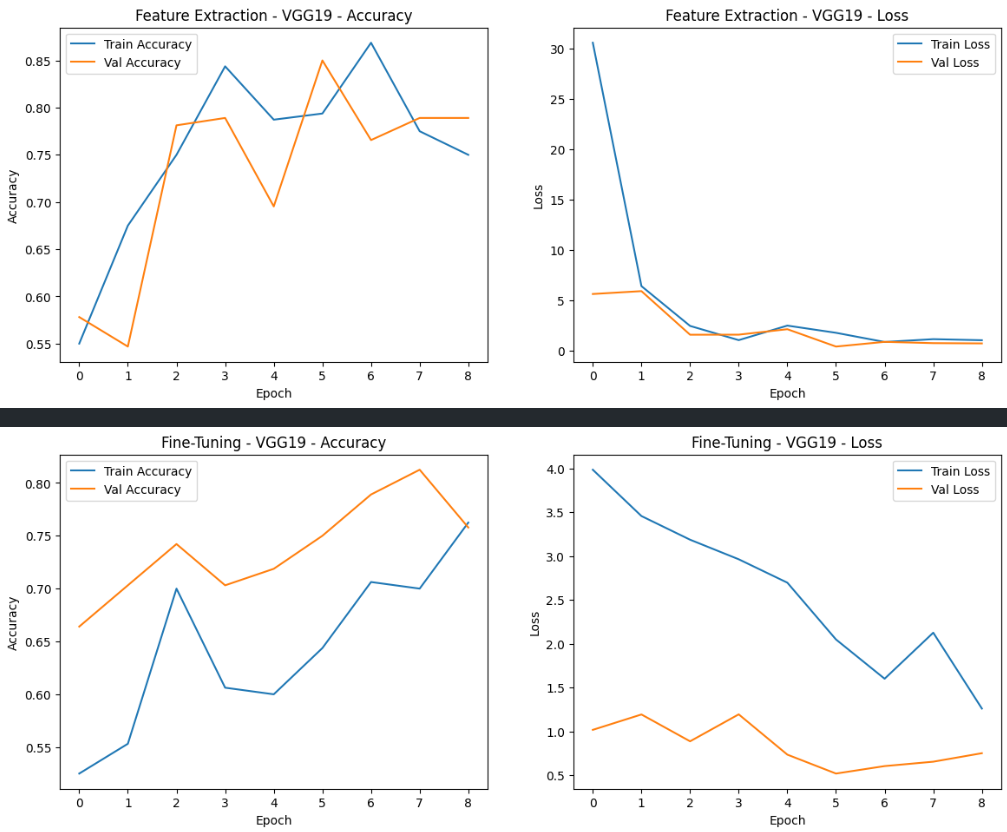 Feature Extraction - VGG19 - Accuracy
Train Accuracy
Val Accuracy
0.85
0.80
0.75
0.70
0.65
0.60
0.55
Accuracy
0 1 2 3 4 5 6 7 8
Epoch
Feature Extraction - VGG19 - Loss
Train Loss
Val Loss
30
25
20
15
10
5
0
Loss
0 1 2 3 4 5 6 7 8
Epoch
Fine-Tuning - VGG19 - Accuracy
Train Accuracy
Val Accuracy
0.80
0.75
0.70
0.65
0.60
0.55
Accuracy
0 1 2 3 4 5 6 7 8
Epoch
Fine-Tuning - VGG19 - Loss
Train Loss
Val Loss
4.0
3.5
3.0
2.5
2.0
1.5
1.0
0.5
Loss
0 1 2 3 4 5 6 7 8
Epoch